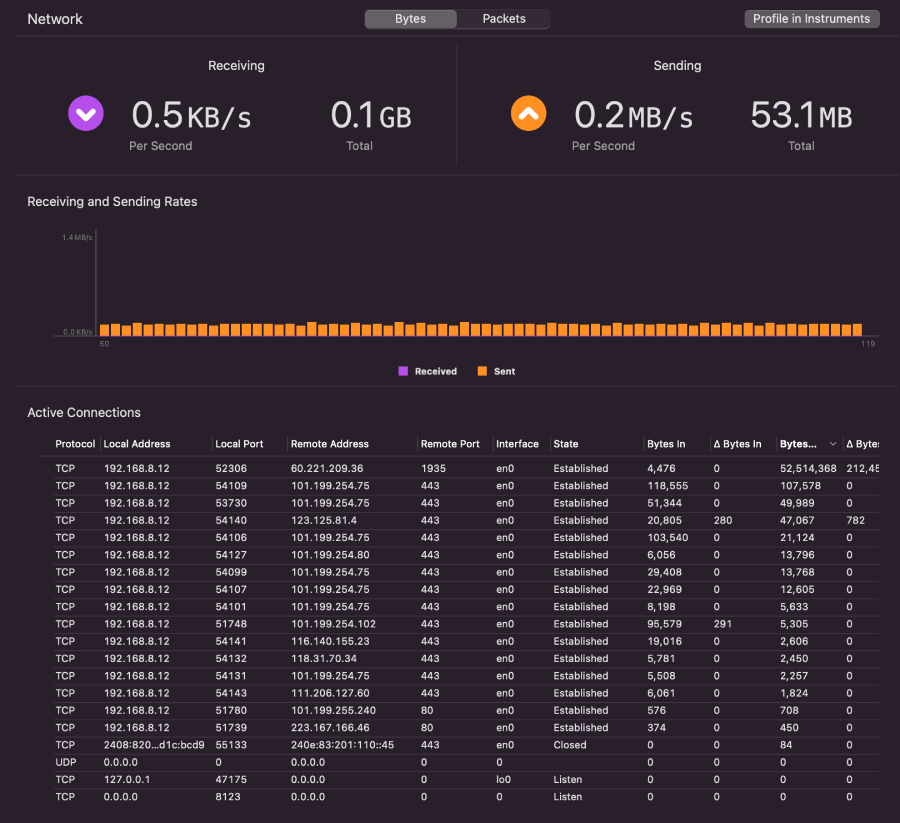 Network Bytes Packets Profile in Instruments
Receiving Sending
0.5 KB/s 0.1 GB 0.2 MB/s 53.1 MB
Per Second Total Per Second Total
Receiving and Sending Rates
1.4 MB/s
0.0 KB/s
50 119
Received Sent
Active Connections
Protocol Local Address Local Port Remote Address Remote Port Interface State Bytes In Δ Bytes In Bytes... Δ Bytes
TCP 192.168.8.12 52306 60.221.209.36 1935 en0 Established 4,476 0 52,514,368 212,45
TCP 192.168.8.12 54109 101.199.254.75 443 en0 Established 118,555 0 107,578 0
TCP 192.168.8.12 53730 101.199.254.75 443 en0 Established 51,344 0 49,989 0
TCP 192.168.8.12 54140 123.125.81.4 443 en0 Established 20,805 280 47,067 782
TCP 192.168.8.12 54106 101.199.254.75 443 en0 Established 103,540 0 21,124 0
TCP 192.168.8.12 54127 101.199.254.80 443 en0 Established 6,056 0 13,796 0
TCP 192.168.8.12 54099 101.199.254.75 443 en0 Established 29,408 0 13,768 0
TCP 192.168.8.12 54107 101.199.254.75 443 en0 Established 22,969 0 12,605 0
TCP 192.168.8.12 54101 101.199.254.75 443 en0 Established 8,198 0 5,633 0
TCP 192.168.8.12 51748 101.199.254.102 443 en0 Established 95,579 291 5,305 0
TCP 192.168.8.12 54141 116.140.155.23 443 en0 Established 19,016 0 2,606 0
TCP 192.168.8.12 54132 118.31.70.34 443 en0 Established 5,781 0 2,450 0
TCP 192.168.8.12 54131 101.199.254.75 443 en0 Established 5,508 0 2,257 0
TCP 192.168.8.12 54143 111.206.127.60 443 en0 Established 6,061 0 1,824 0
TCP 192.168.8.12 51780 101.199.255.240 80 en0 Established 576 0 708 0
TCP 192.168.8.12 51739 223.167.166.46 80 en0 Established 374 0 450 0
TCP 2408:820...d1c:bcd9 55133 240e:83:201:110::45 443 en0 Closed 0 0 84 0
UDP 0.0.0.0 0 0.0.0.0 0 0 0 0 0 0
TCP 127.0.0.1 47175 0.0.0.0 0 lo0 Listen 0 0 0 0
TCP 0.0.0.0 8123 0.0.0.0 0 0 Listen 0 0 0 0